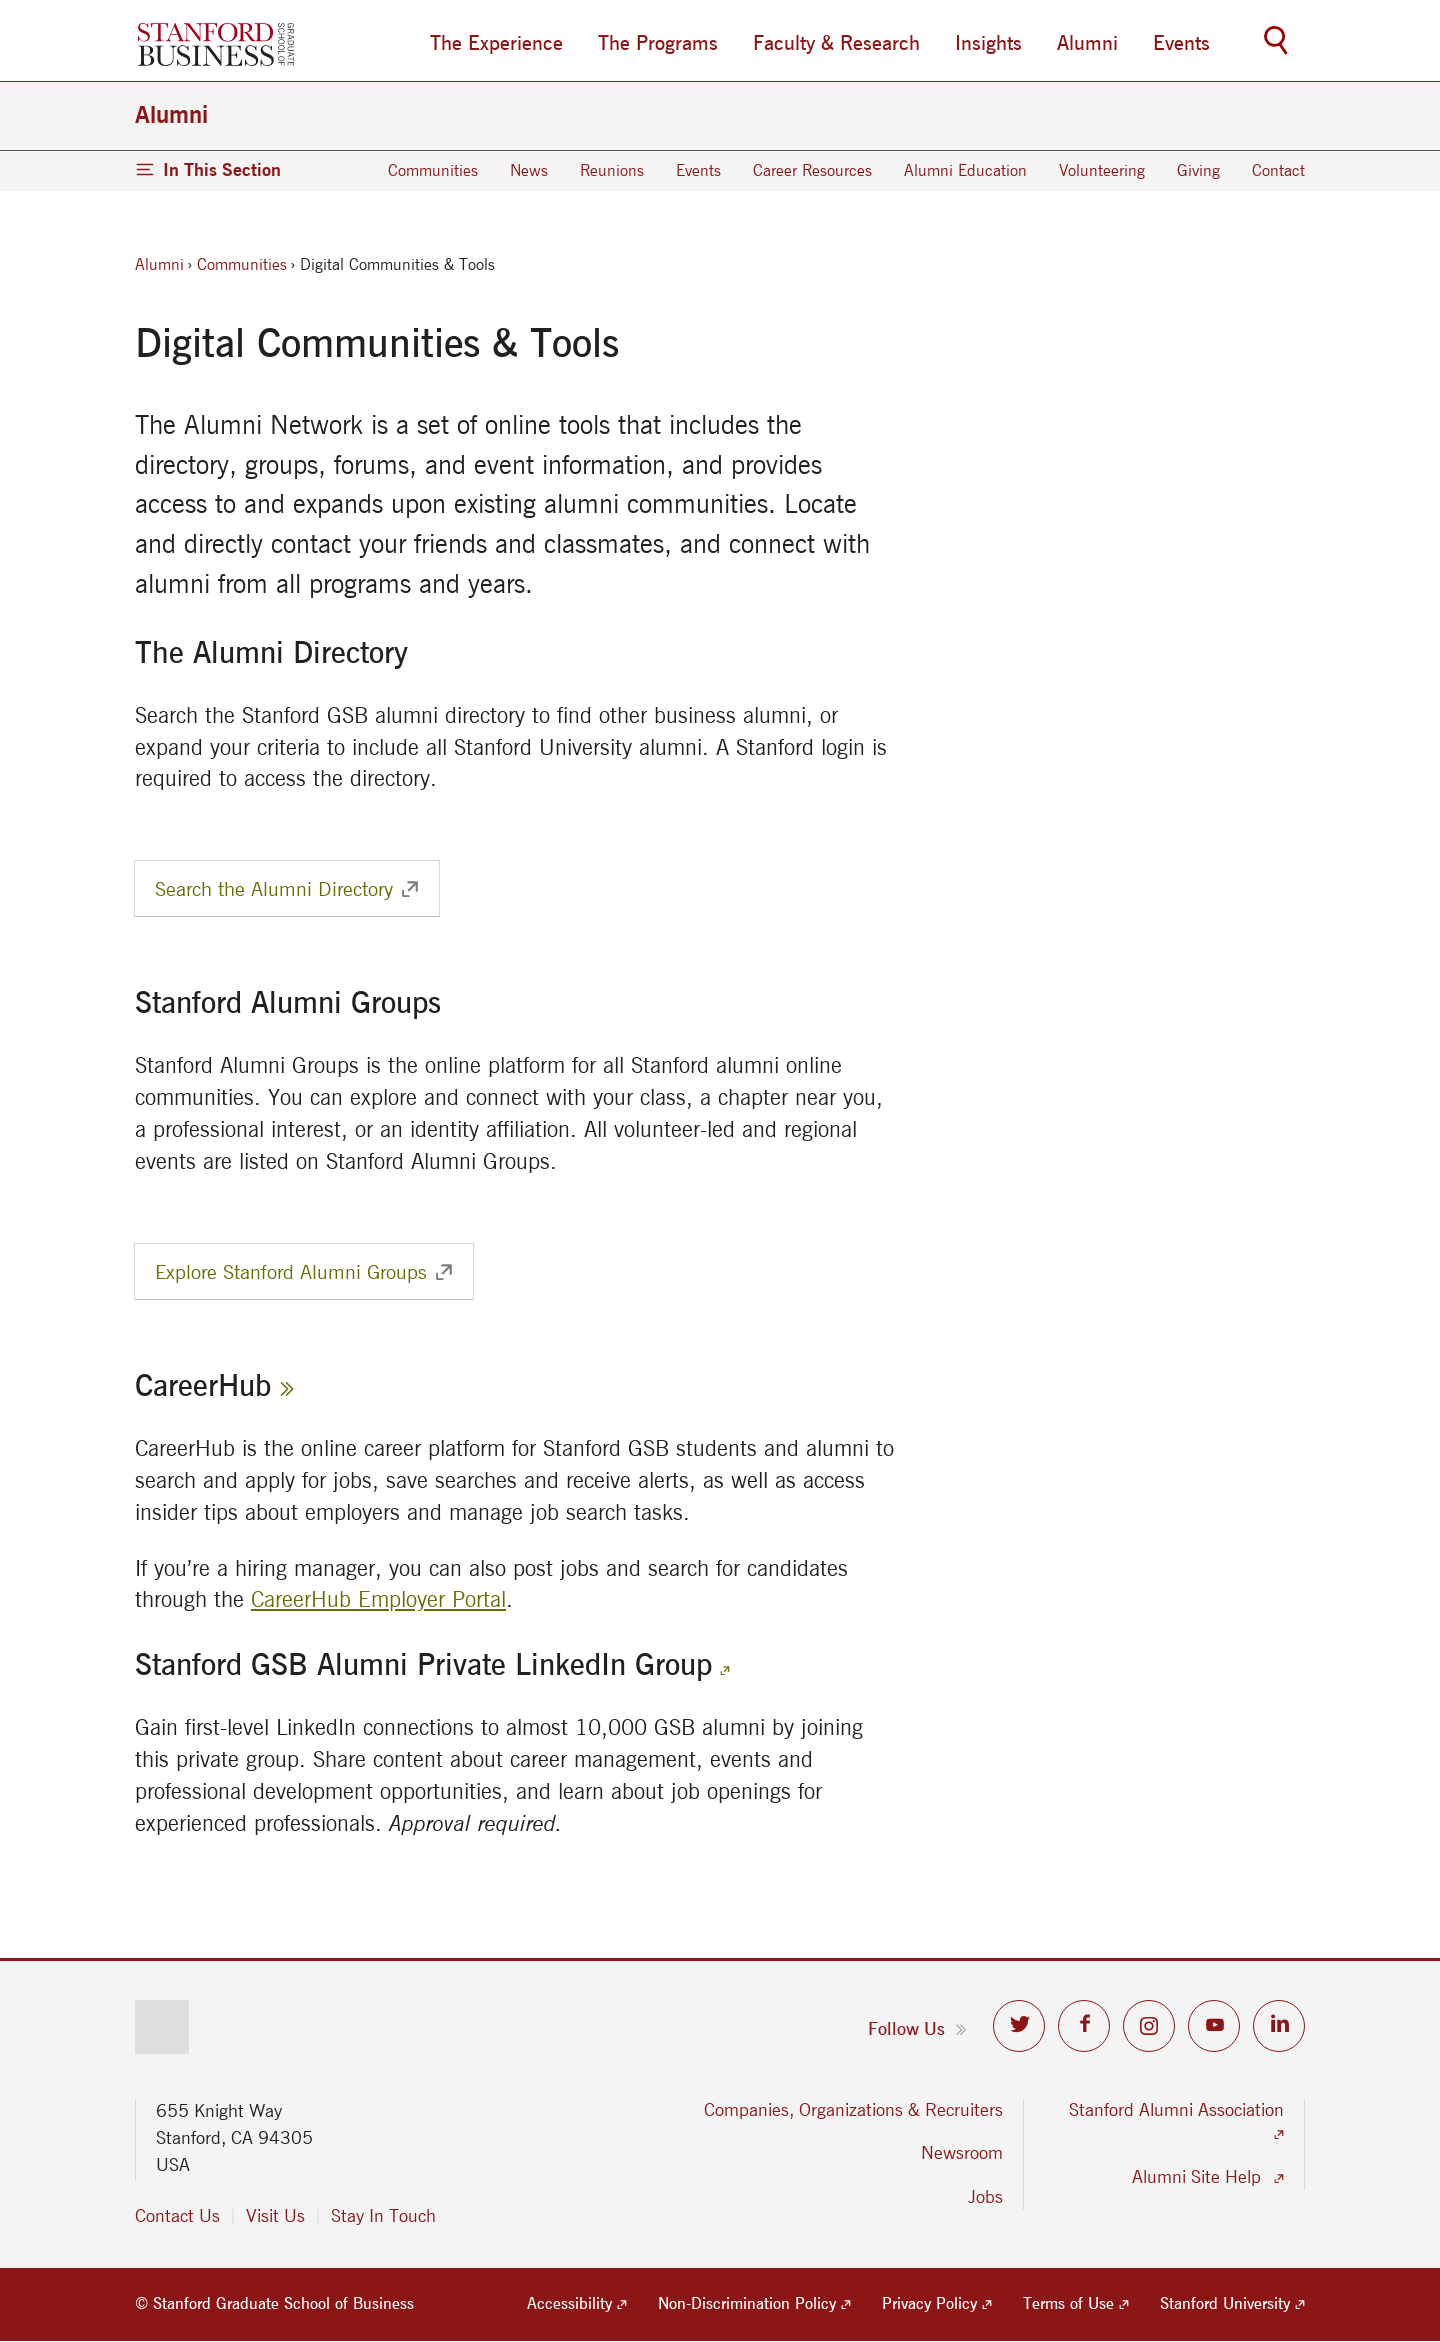 STANFORD
BUSINESS
GRADUATE
SCHOOL OF
The Experience The Programs Faculty & Research Insights Alumni Events
Alumni
In This Section Communities News Reunions Events Career Resources Alumni Education Volunteering Giving Contact
Alumni › Communities › Digital Communities & Tools
Digital Communities & Tools
The Alumni Network is a set of online tools that includes the
directory, groups, forums, and event information, and provides
access to and expands upon existing alumni communities. Locate
and directly contact your friends and classmates, and connect with
alumni from all programs and years.
The Alumni Directory
Search the Stanford GSB alumni directory to find other business alumni, or
expand your criteria to include all Stanford University alumni. A Stanford login is
required to access the directory.
Search the Alumni Directory
Stanford Alumni Groups
Stanford Alumni Groups is the online platform for all Stanford alumni online
communities. You can explore and connect with your class, a chapter near you,
a professional interest, or an identity affiliation. All volunteer-led and regional
events are listed on Stanford Alumni Groups.
Explore Stanford Alumni Groups
CareerHub »
CareerHub is the online career platform for Stanford GSB students and alumni to
search and apply for jobs, save searches and receive alerts, as well as access
insider tips about employers and manage job search tasks.
If you’re a hiring manager, you can also post jobs and search for candidates
through the CareerHub Employer Portal.
Stanford GSB Alumni Private LinkedIn Group
Gain first-level LinkedIn connections to almost 10,000 GSB alumni by joining
this private group. Share content about career management, events and
professional development opportunities, and learn about job openings for
experienced professionals. Approval required.
Follow Us »
655 Knight Way
Stanford, CA 94305
USA
Contact Us | Visit Us | Stay In Touch
Companies, Organizations & Recruiters
Newsroom
Jobs
Stanford Alumni Association
Alumni Site Help
© Stanford Graduate School of Business Accessibility Non-Discrimination Policy Privacy Policy Terms of Use Stanford University